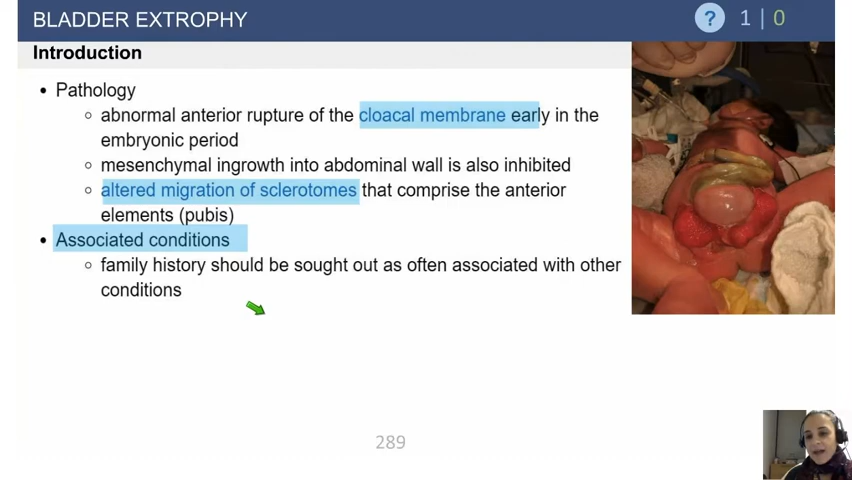 BLADDER EXTROPHY
? 1 | 0
Introduction
• Pathology
○ abnormal anterior rupture of the cloacal membrane early in the
embryonic period
○ mesenchymal ingrowth into abdominal wall is also inhibited
○ altered migration of sclerotomes that comprise the anterior
elements (pubis)
• Associated conditions
○ family history should be sought out as often associated with other
conditions
289